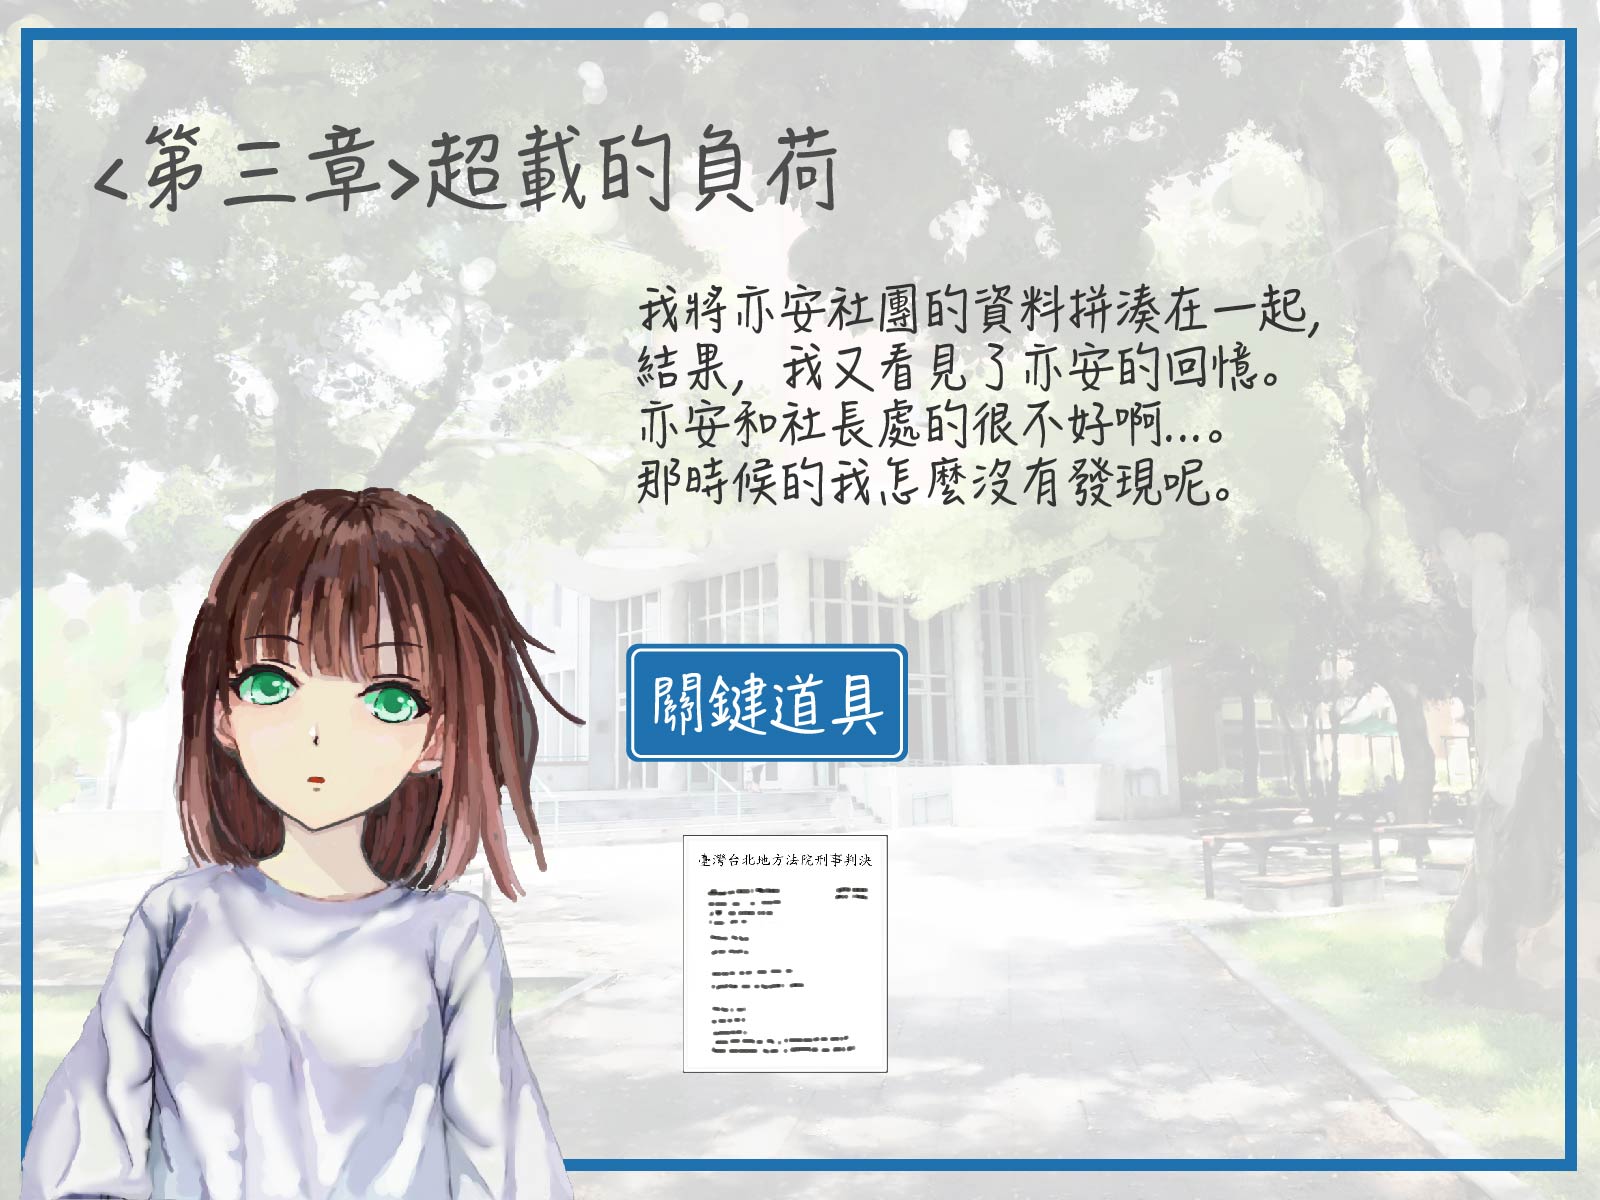 <第三章>超載的負荷
我將亦安社團的資料拼湊在一起,
結果，我又看見了亦安的回憶。
亦安和社長處的很不好啊...。
那時候的我怎麼沒有發現呢。
關鍵道具
臺灣台北地方法院刑事判決